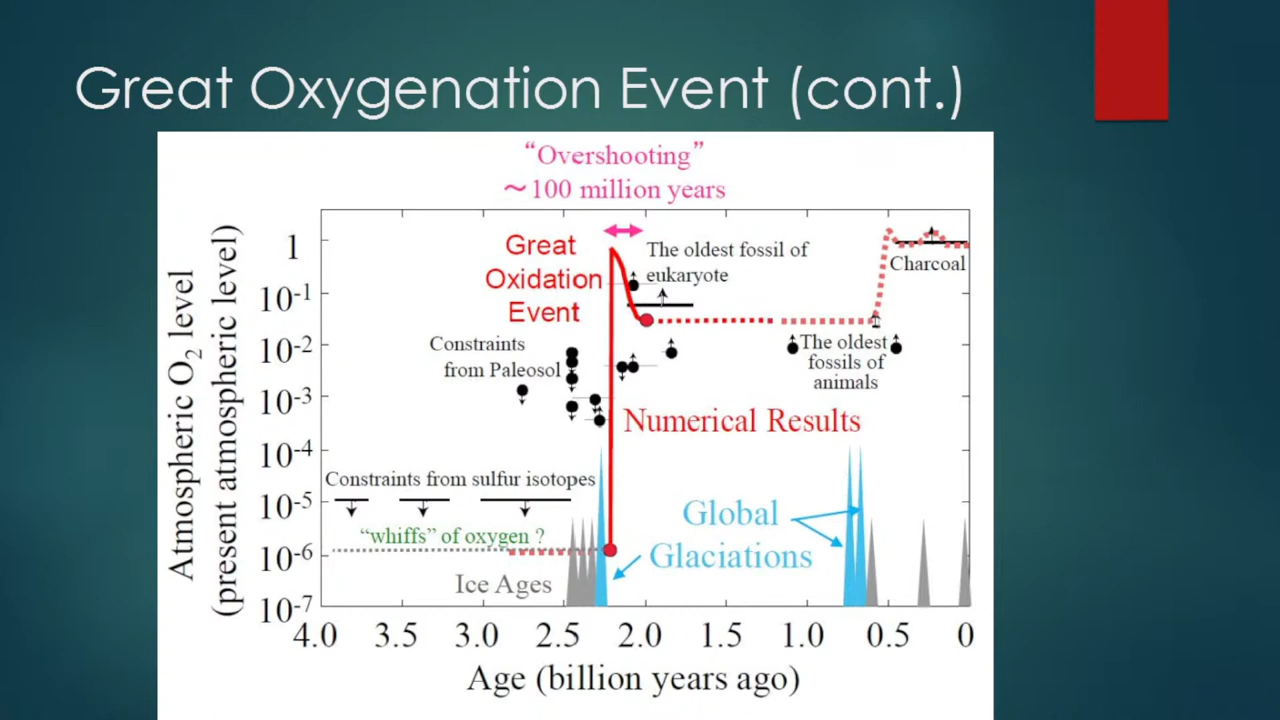 Great Oxygenation Event (cont.)
“Overshooting”
～100 million years
Atmospheric O2 level
(present atmospheric level)
1
10-1
10-2
10-3
10-4
10-5
10-6
10-7
Great
Oxidation
Event
The oldest fossil of
eukaryote
Charcoal
Constraints
from Paleosol
The oldest
fossils of
animals
Numerical Results
Constraints from sulfur isotopes
“whiffs” of oxygen ?
Ice Ages
Global
Glaciations
4.0 3.5 3.0 2.5 2.0 1.5 1.0 0.5 0
Age (billion years ago)